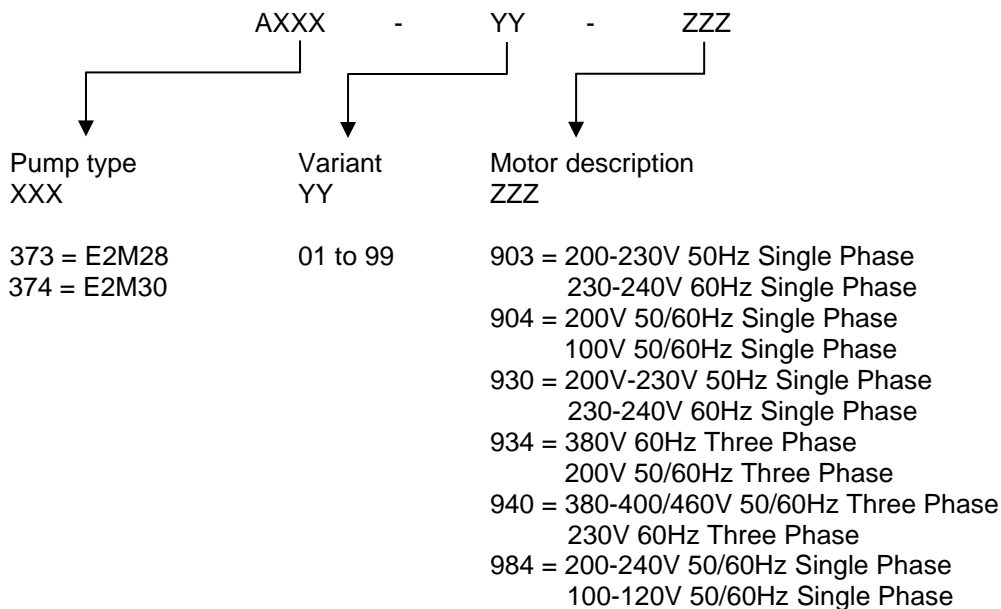 AXXX - YY - ZZZ
Pump type
XXX
373 = E2M28
374 = E2M30
Variant
YY
01 to 99
Motor description
ZZZ
903 = 200-230V 50Hz Single Phase
230-240V 60Hz Single Phase
904 = 200V 50/60Hz Single Phase
100V 50/60Hz Single Phase
930 = 200V-230V 50Hz Single Phase
230-240V 60Hz Single Phase
934 = 380V 60Hz Three Phase
200V 50/60Hz Three Phase
940 = 380-400/460V 50/60Hz Three Phase
230V 60Hz Three Phase
984 = 200-240V 50/60Hz Single Phase
100-120V 50/60Hz Single Phase